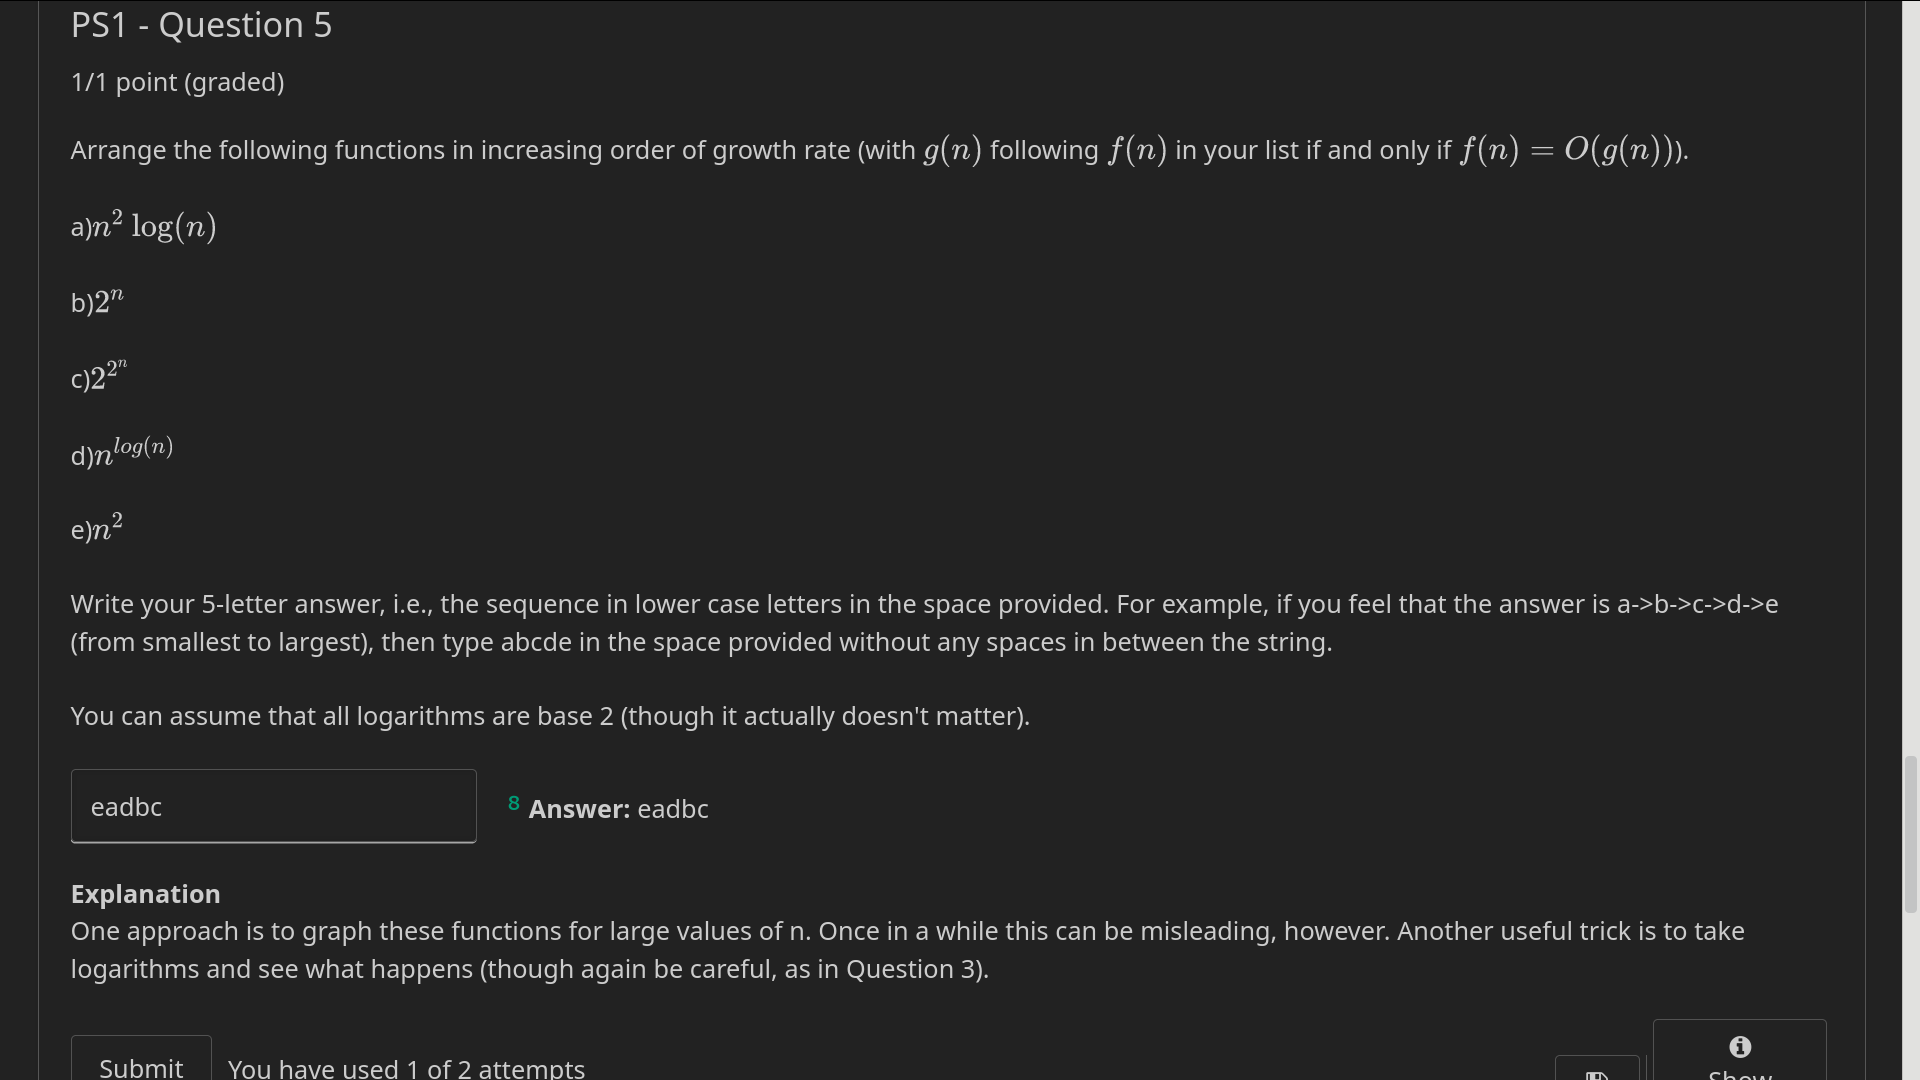 PS1 - Question 5
1/1 point (graded)
Arrange the following functions in increasing order of growth rate (with g(n) following f(n) in your list if and only if f(n) = O(g(n))).
a)n² log(n)
b)2ⁿ
c)2^{2^n}
d)n^{log(n)}
e)n²
Write your 5-letter answer, i.e., the sequence in lower case letters in the space provided. For example, if you feel that the answer is a->b->c->d->e
(from smallest to largest), then type abcde in the space provided without any spaces in between the string.
You can assume that all logarithms are base 2 (though it actually doesn't matter).
eadbc
8 Answer: eadbc
Explanation
One approach is to graph these functions for large values of n. Once in a while this can be misleading, however. Another useful trick is to take
logarithms and see what happens (though again be careful, as in Question 3).
Submit
You have used 1 of 2 attempts
Show